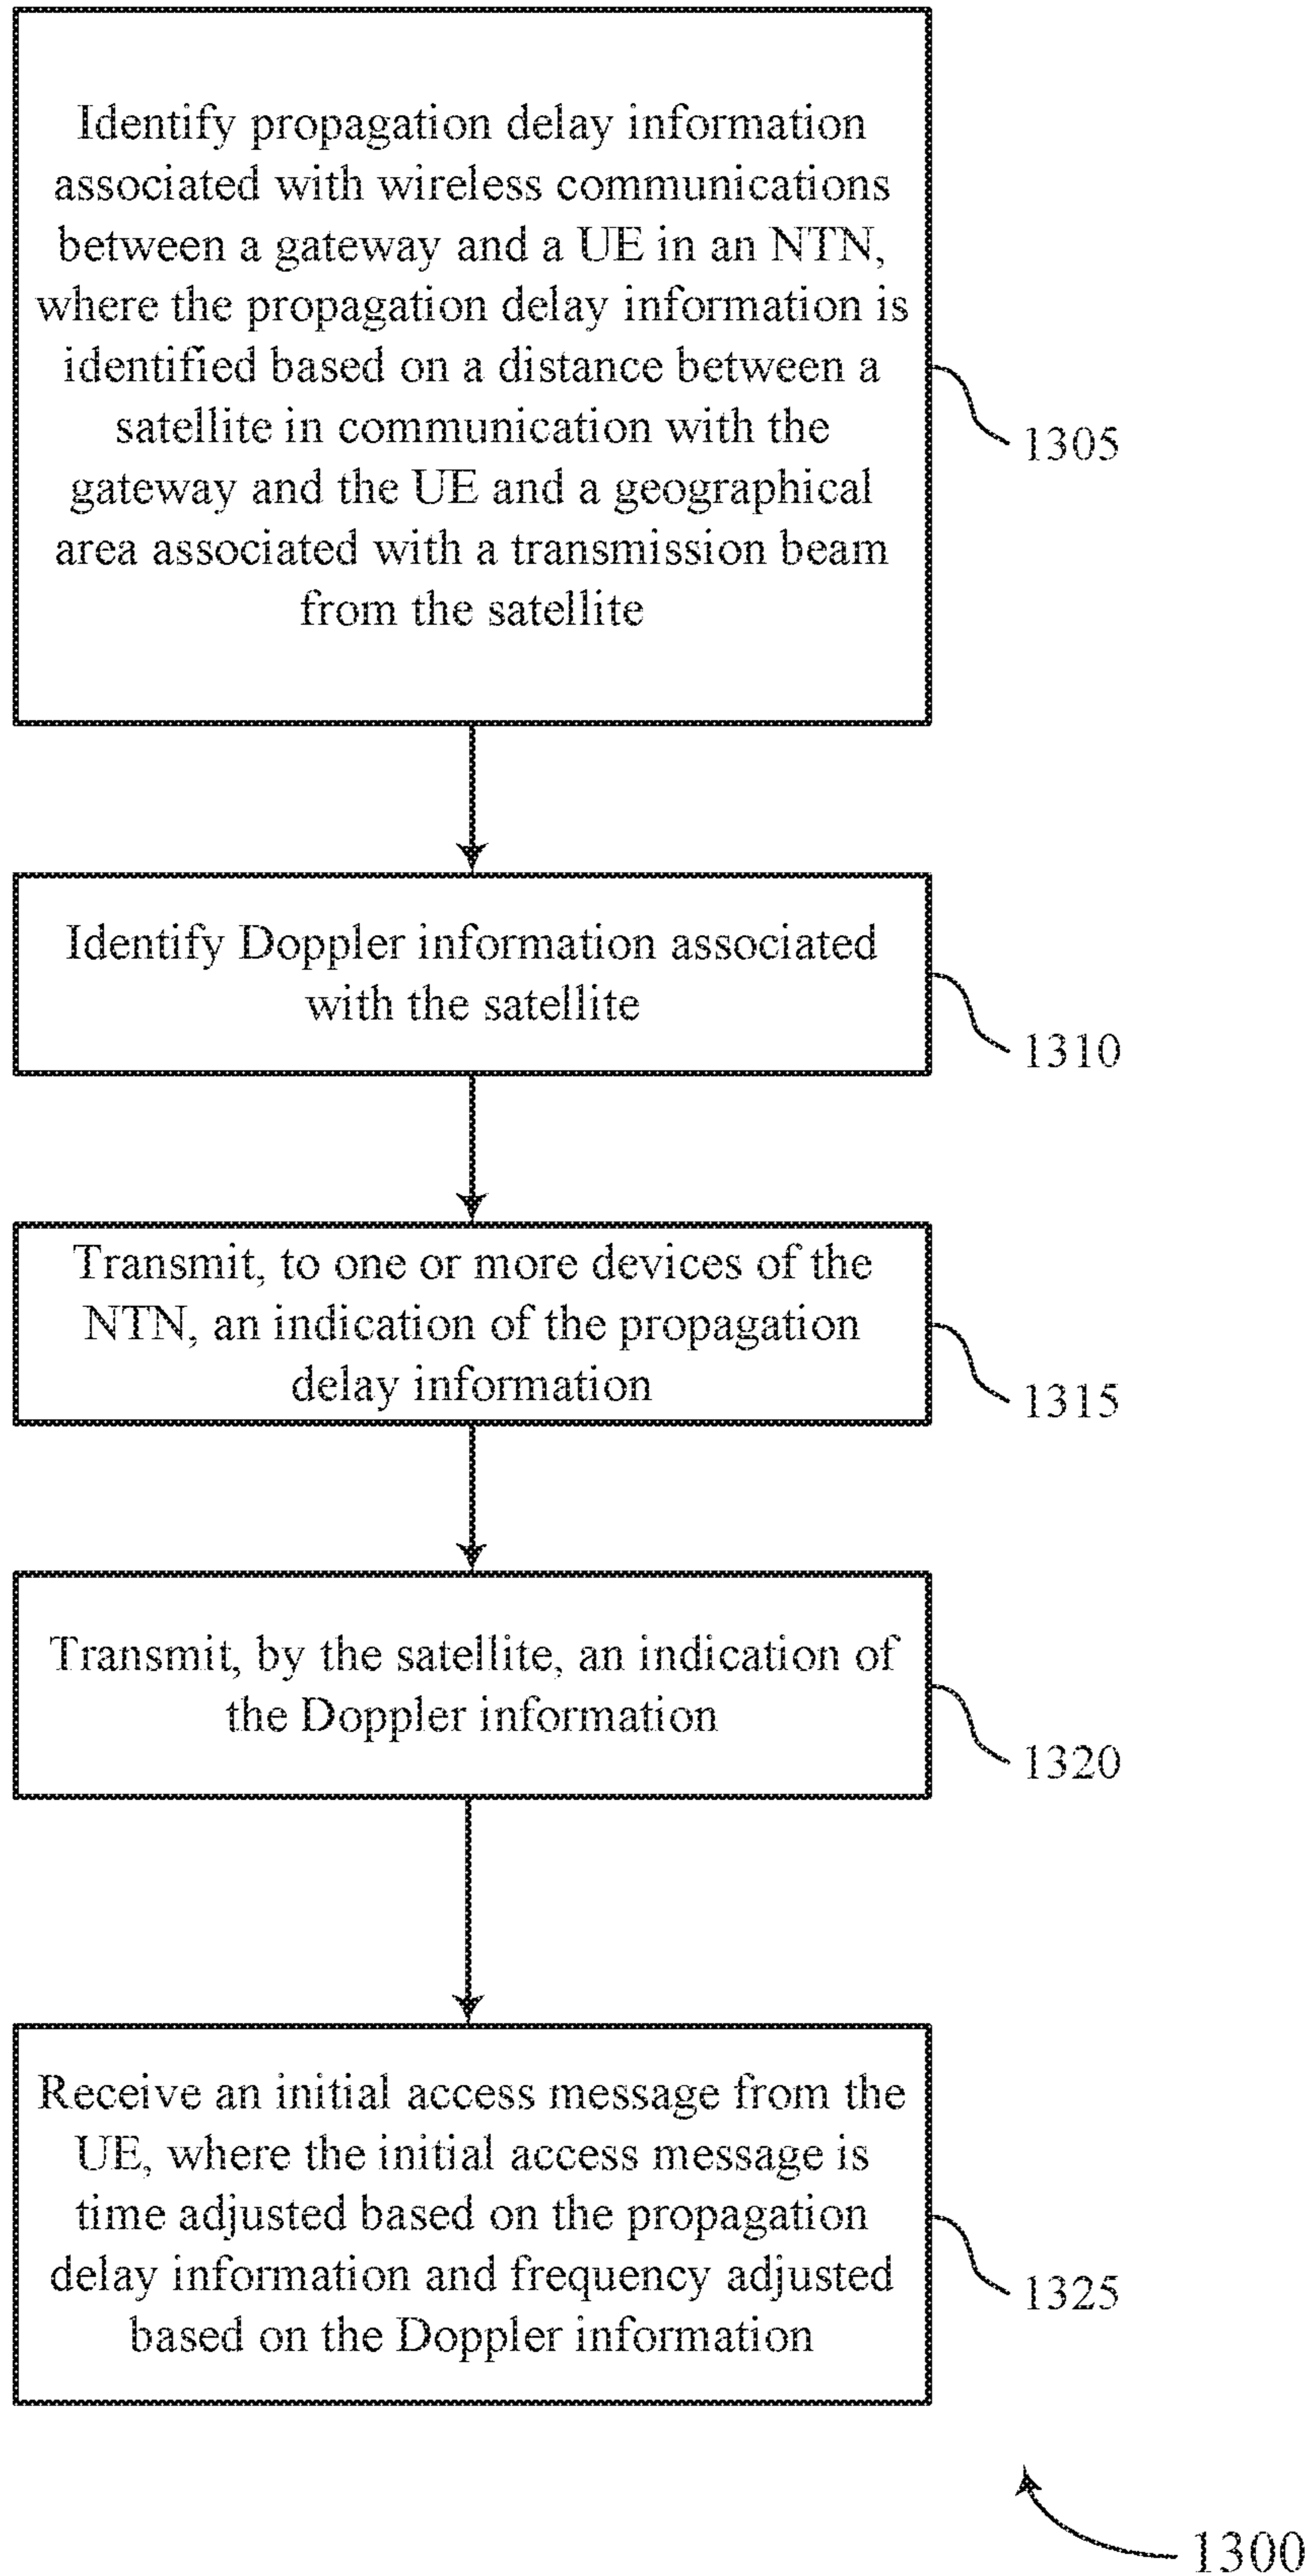 Identify propagation delay information
associated with wireless communications
between a gateway and a UE in an NTN,
where the propagation delay information is
identified based on a distance between a
satellite in communication with the
gateway and the UE and a geographical
area associated with a transmission beam
from the satellite
1305
Identify Doppler information associated
with the satellite
1310
Transmit, to one or more devices of the
NTN, an indication of the propagation
delay information
1315
Transmit, by the satellite, an indication of
the Doppler information
1320
Receive an initial access message from the
UE, where the initial access message is
time adjusted based on the propagation
delay information and frequency adjusted
based on the Doppler information
1325
1300